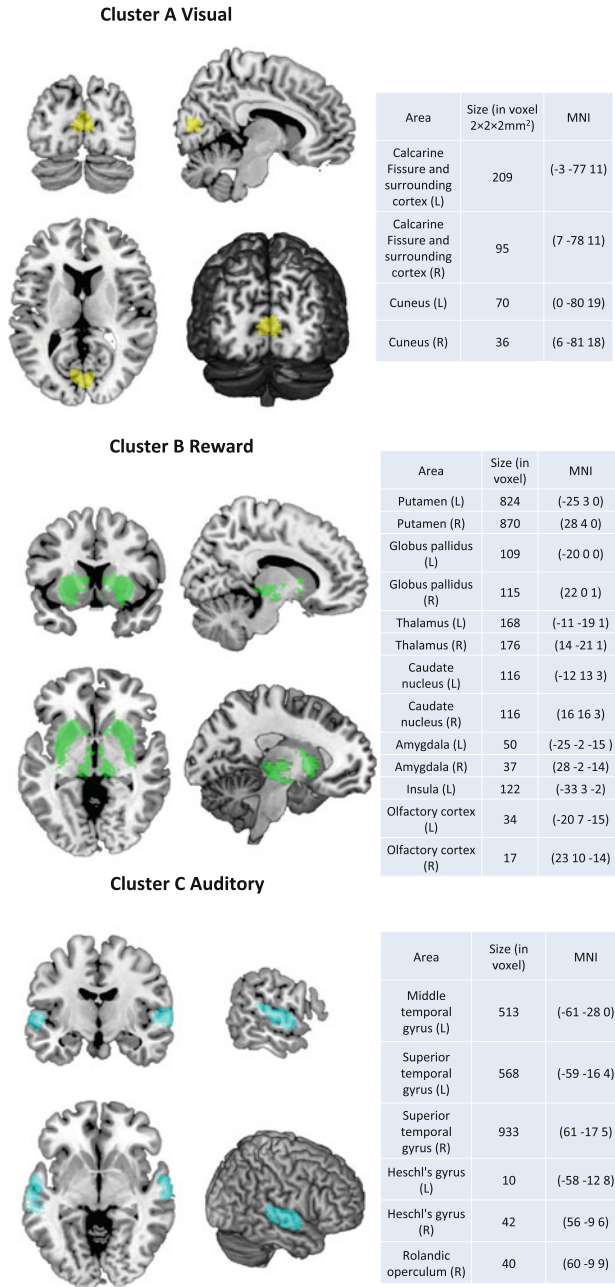 Cluster A Visual
Area
Size (in voxel
2×2×2mm²)
MNI
Calcarine
Fissure and
surrounding
cortex (L)
209
(-3 -77 11)
Calcarine
Fissure and
surrounding
cortex (R)
95
(7 -78 11)
Cuneus (L)
70
(0 -80 19)
Cuneus (R)
36
(6 -81 18)
Cluster B Reward
Area
Size (in
voxel)
MNI
Putamen (L)
824
(-25 3 0)
Putamen (R)
870
(28 4 0)
Globus pallidus
(L)
109
(-20 0 0)
Globus pallidus
(R)
115
(22 0 1)
Thalamus (L)
168
(-11 -19 1)
Thalamus (R)
176
(14 -21 1)
Caudate
nucleus (L)
116
(-12 13 3)
Caudate
nucleus (R)
116
(16 16 3)
Amygdala (L)
50
(-25 -2 -15 )
Amygdala (R)
37
(28 -2 -14)
Insula (L)
122
(-33 3 -2)
Olfactory cortex
(L)
34
(-20 7 -15)
Olfactory cortex
(R)
17
(23 10 -14)
Cluster C Auditory
Area
Size (in
voxel)
MNI
Middle
temporal
gyrus (L)
513
(-61 -28 0)
Superior
temporal
gyrus (L)
568
(-59 -16 4)
Superior
temporal
gyrus (R)
933
(61 -17 5)
Heschl's gyrus
(L)
10
(-58 -12 8)
Heschl's gyrus
(R)
42
(56 -9 6)
Rolandic
operculum (R)
40
(60 -9 9)